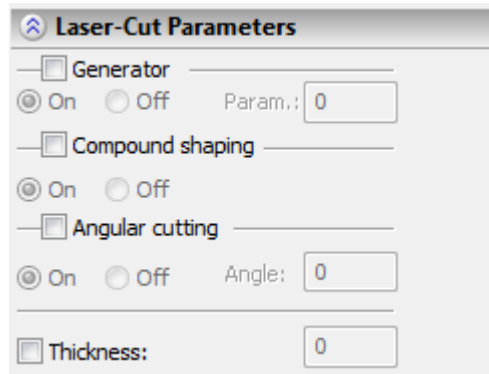 Laser-Cut Parameters
Generator
On Off Param.: 0
Compound shaping
On Off
Angular cutting
On Off Angle: 0
Thickness: 0